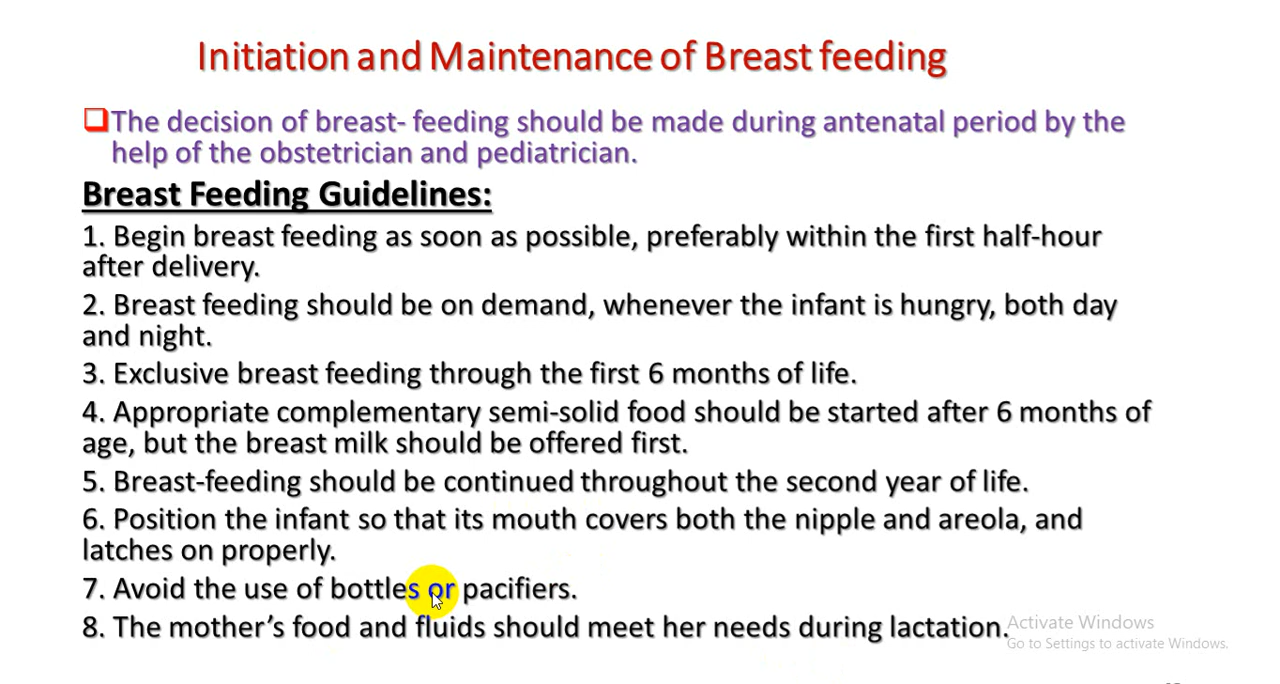 Initiation and Maintenance of Breast feeding
The decision of breast- feeding should be made during antenatal period by the
help of the obstetrician and pediatrician.
Breast Feeding Guidelines:
1. Begin breast feeding as soon as possible, preferably within the first half-hour
after delivery.
2. Breast feeding should be on demand, whenever the infant is hungry, both day
and night.
3. Exclusive breast feeding through the first 6 months of life.
4. Appropriate complementary semi-solid food should be started after 6 months of
age, but the breast milk should be offered first.
5. Breast-feeding should be continued throughout the second year of life.
6. Position the infant so that its mouth covers both the nipple and areola, and
latches on properly.
7. Avoid the use of bottles or pacifiers.
8. The mother’s food and fluids should meet her needs during lactation.
Activate Windows
Go to Settings to activate Windows.